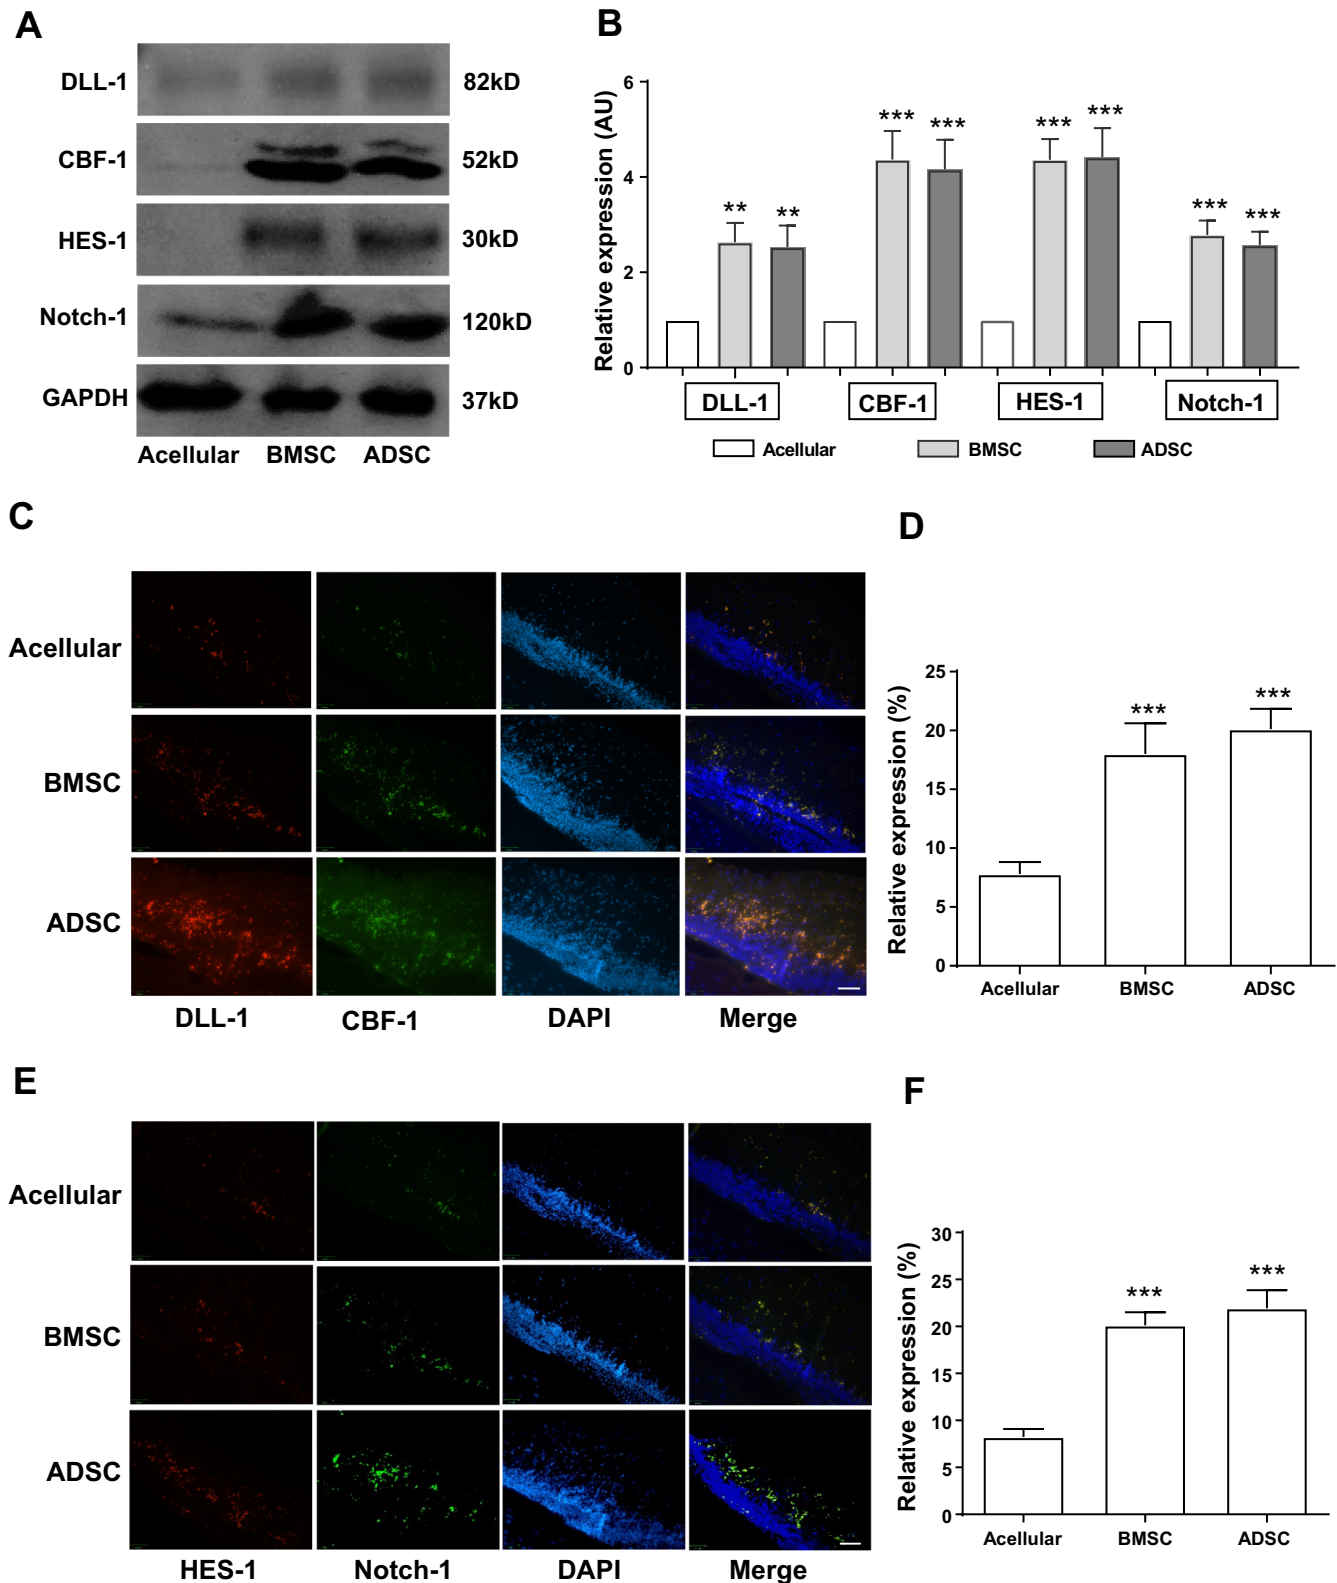 A
DLL-1 82kD
CBF-1 52kD
HES-1 30kD
Notch-1 120kD
GAPDH 37kD
Acellular BMSC ADSC
B
Relative expression (AU)
6
4
2
0
** ** *** *** *** *** *** ***
DLL-1 CBF-1 HES-1 Notch-1
Acellular BMSC ADSC
C
Acellular
BMSC
ADSC
DLL-1 CBF-1 DAPI Merge
D
Relative expression (%)
25
20
15
10
5
0
*** ***
Acellular BMSC ADSC
E
Acellular
BMSC
ADSC
HES-1 Notch-1 DAPI Merge
F
Relative expression (%)
30
25
20
15
10
5
0
*** ***
Acellular BMSC ADSC